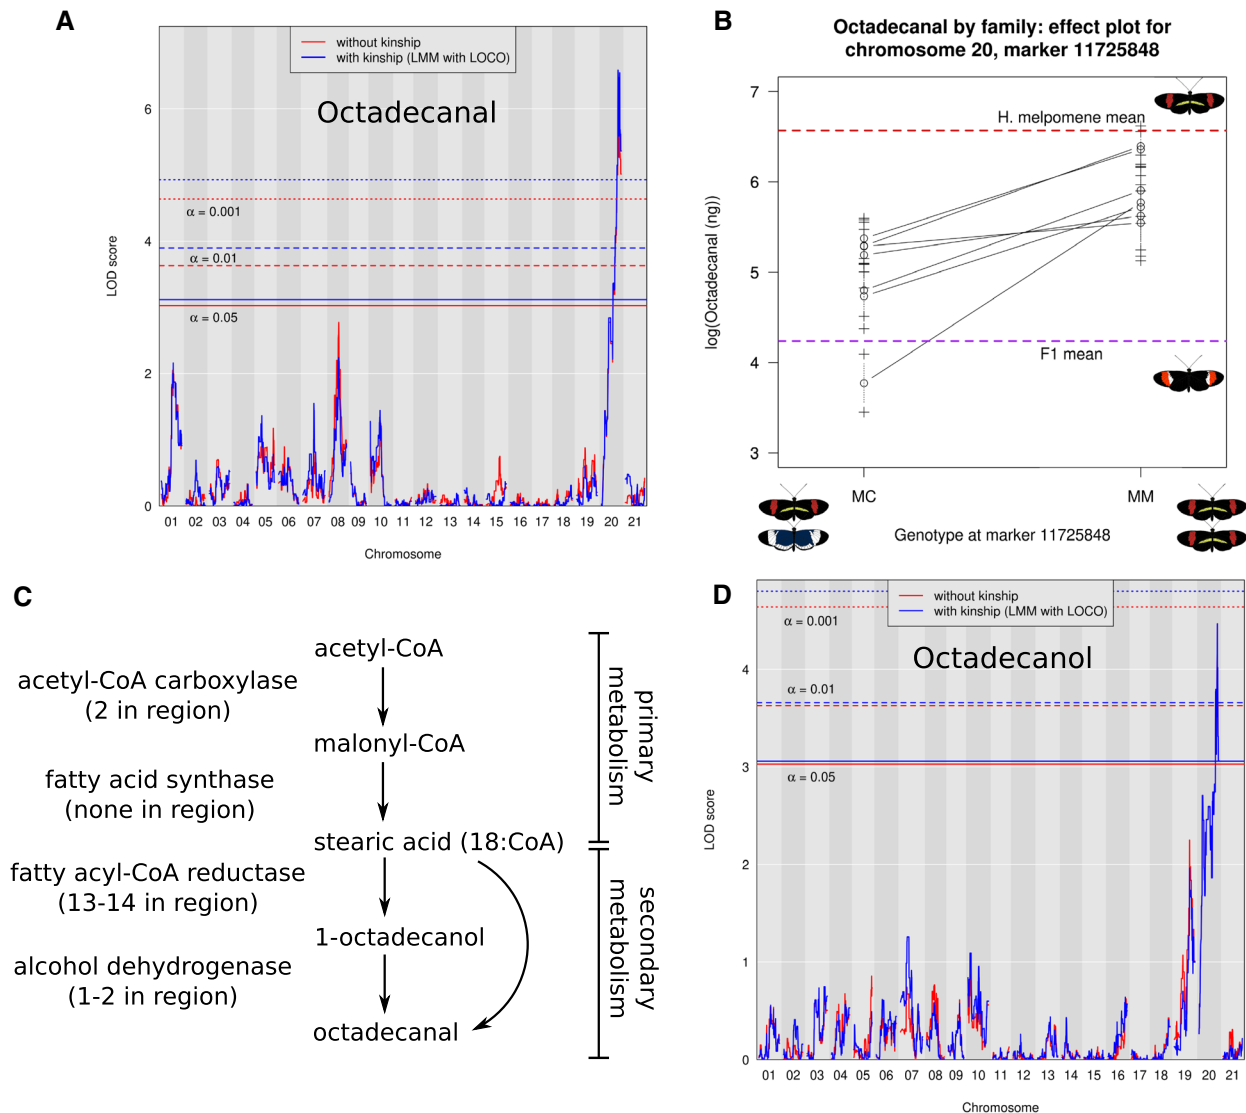 A
without kinship
with kinship (LMM with LOCO)
Octadecanal
6
4
2
0
LOD score
α = 0.001
α = 0.01
α = 0.05
01 02 03 04 05 06 07 08 09 10 11 12 13 14 15 16 17 18 19 20 21
Chromosome
B
Octadecanal by family: effect plot for
chromosome 20, marker 11725848
7
6
5
4
3
log(Octadecanal (ng))
H. melpomene mean
F1 mean
MC MM
Genotype at marker 11725848
C
acetyl-CoA
acetyl-CoA carboxylase
(2 in region)
malonyl-CoA
fatty acid synthase
(none in region)
stearic acid (18:CoA)
fatty acyl-CoA reductase
(13-14 in region)
1-octadecanol
alcohol dehydrogenase
(1-2 in region)
octadecanal
primary
metabolism
secondary
metabolism
D
without kinship
with kinship (LMM with LOCO)
α = 0.001
Octadecanol
4
3
2
1
0
LOD score
α = 0.01
α = 0.05
01 02 03 04 05 06 07 08 09 10 11 12 13 14 15 16 17 18 19 20 21
Chromosome